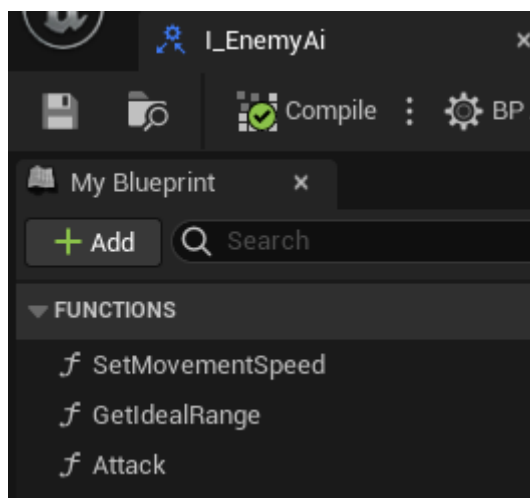 I_EnemyAi
Compile BP
My Blueprint
Add Search
FUNCTIONS
SetMovementSpeed
GetIdealRange
Attack